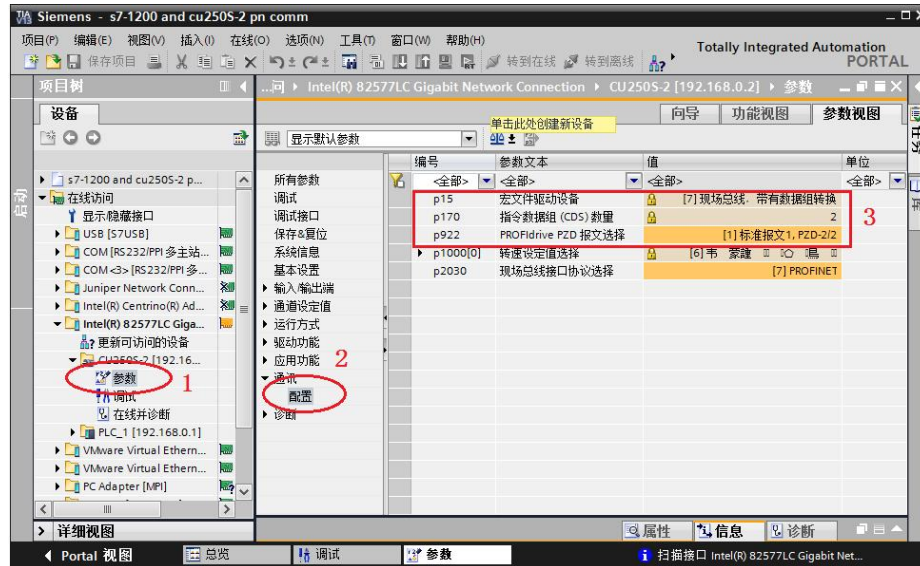 Siemens - s7-1200 and cu250S-2 pn comm
项目(P) 编辑(E) 视图(V) 插入(I) 在线(O) 选项(N) 工具(T) 窗口(W) 帮助(H)
Totally Integrated Automation
PORTAL
保存项目 转到在线 转到离线
项目树
...问 Intel(R) 82577LC Gigabit Network Connection CU250S-2 [192.168.0.2] 参数
设备
向导 功能视图 参数视图
单击此处创建新设备
显示默认参数
编号 参数文本 值 单位
<全部> <全部> <全部> <全部>
s7-1200 and cu250S-2 p...
在线访问
显示/隐藏接口
USB [S7USB]
COM [RS232/PPI 多主站...
COM <3> [RS232/PPI 多...
Juniper Network Conn...
Intel(R) Centrino(R) Ad...
Intel(R) 82577LC Giga...
更新可访问的设备
CU250S-2 [192.16...
参数
调试
在线并诊断
PLC_1 [192.168.0.1]
VMware Virtual Ethern...
VMware Virtual Ethern...
PC Adapter [MPI]
1
所有参数
调试
调试接口
保存&复位
系统信息
基本设置
输入/输出端
通道设定值
运行方式
驱动功能
应用功能
通讯
配置
诊断
2
p15 宏文件驱动设备 [7] 现场总线, 带有数据组转换
p170 指令数据组 (CDS) 数量 2
p922 PROFIdrive PZD 报文选择 [1] 标准报文1, PZD-2/2
p1000[0] 转速设定值选择 [6]
p2030 现场总线接口协议选择 [7] PROFINET
3
启动
详细视图
属性 信息 诊断
Portal 视图 总览 调试 参数 扫描接口 Intel(R) 82577LC Gigabit Net...